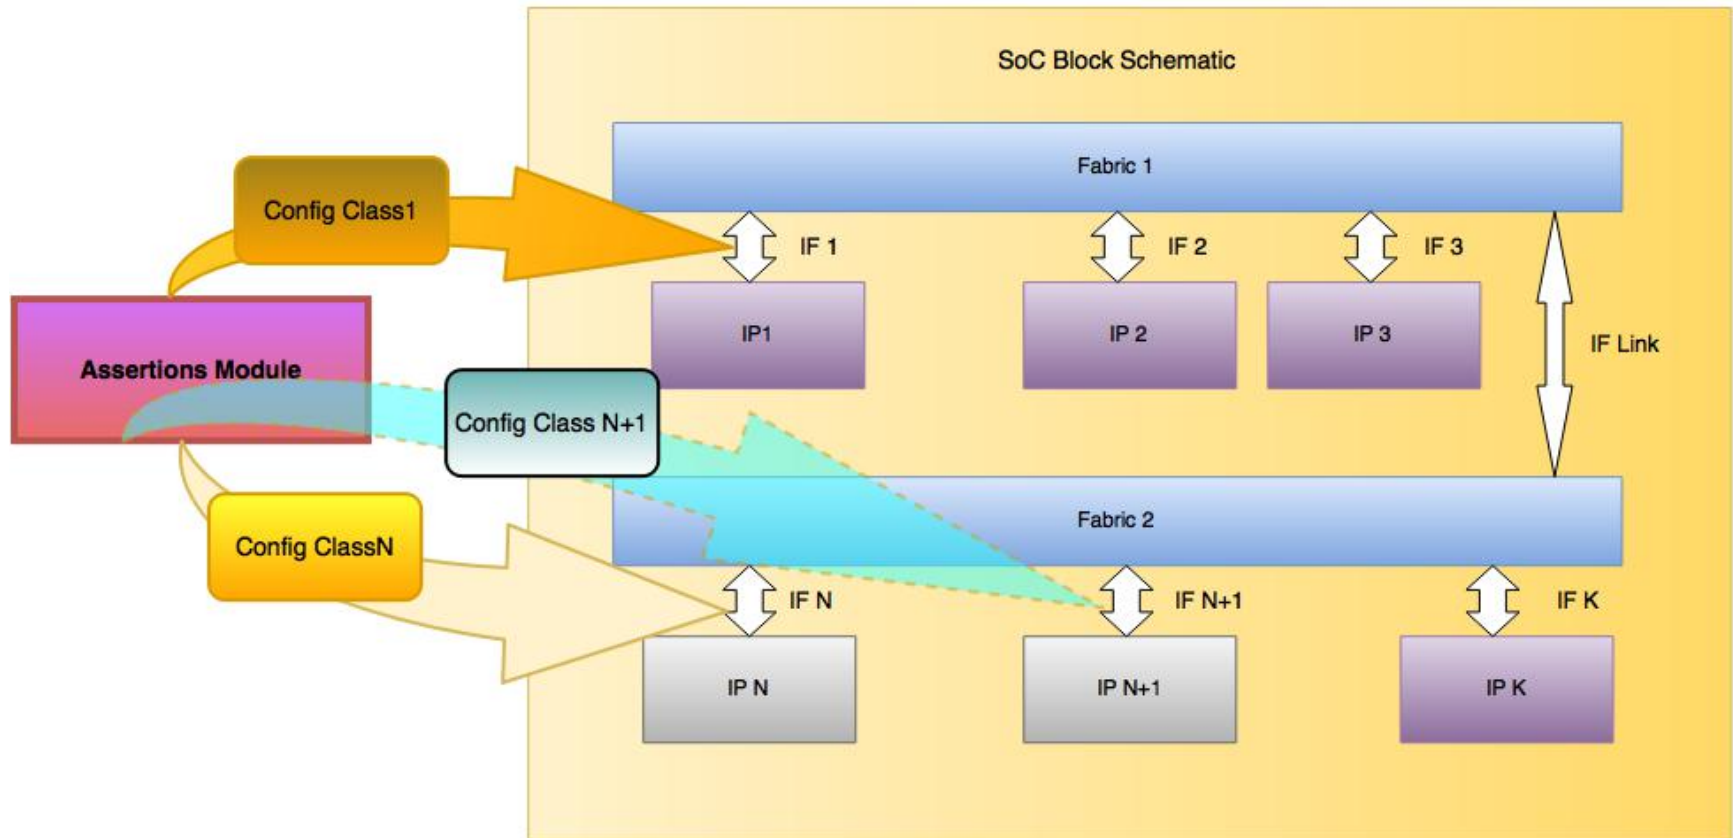 SoC Block Schematic
Fabric 1
Config Class1
IF 1
IF 2
IF 3
IP1
IP 2
IP 3
IF Link
Assertions Module
Config Class N+1
Fabric 2
Config ClassN
IF N
IF N+1
IF K
IP N
IP N+1
IP K